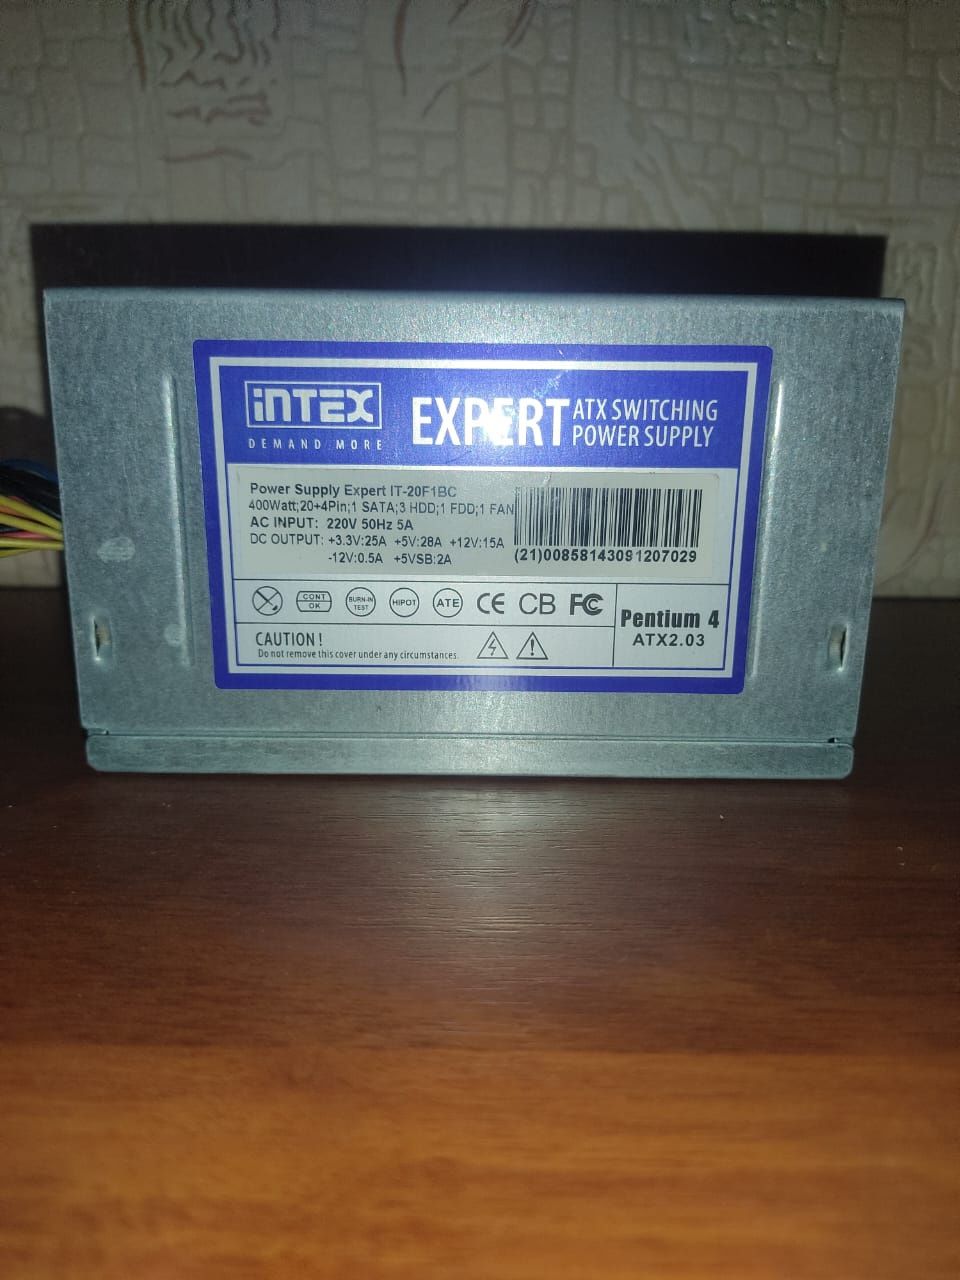 iNTEX
DEMAND MORE
EXPERT
ATX SWITCHING
POWER SUPPLY
Power Supply Expert IT-20F1BC
400Watt;20+4Pin;1 SATA;3 HDD;1 FDD;1 FAN
AC INPUT: 220V 50Hz 5A
DC OUTPUT: +3.3V:25A +5V:28A +12V:15A
-12V:0.5A +5VSB:2A
(21)00858143091207029
CONT
OK
BURN-IN
TEST
HIPOT
ATE
CE
CB
FC
Pentium 4
ATX2.03
CAUTION !
Do not remove this cover under any circumstances.